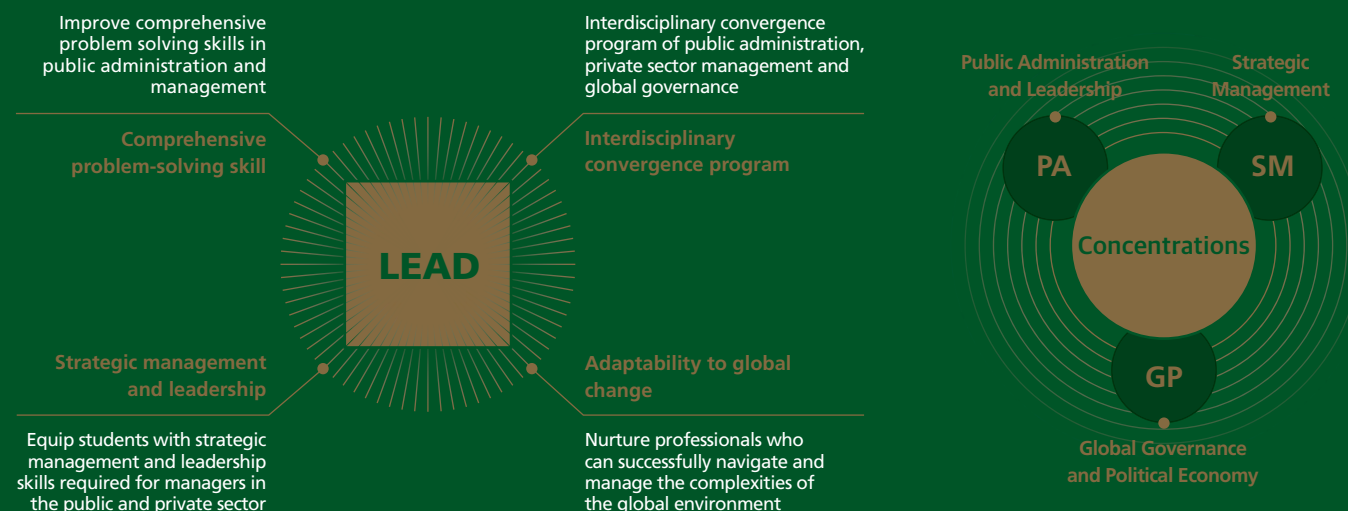 Improve comprehensive
problem solving skills in
public administration and
management
Comprehensive
problem-solving skill
Interdisciplinary convergence
program of public administration,
private sector management and
global governance
Interdisciplinary
convergence program
LEAD
Strategic management
and leadership
Equip students with strategic
management and leadership
skills required for managers in
the public and private sector
Adaptability to global
change
Nurture professionals who
can successfully navigate and
manage the complexities of
the global environment
Public Administration
and Leadership
Strategic
Management
PA
SM
Concentrations
GP
Global Governance
and Political Economy